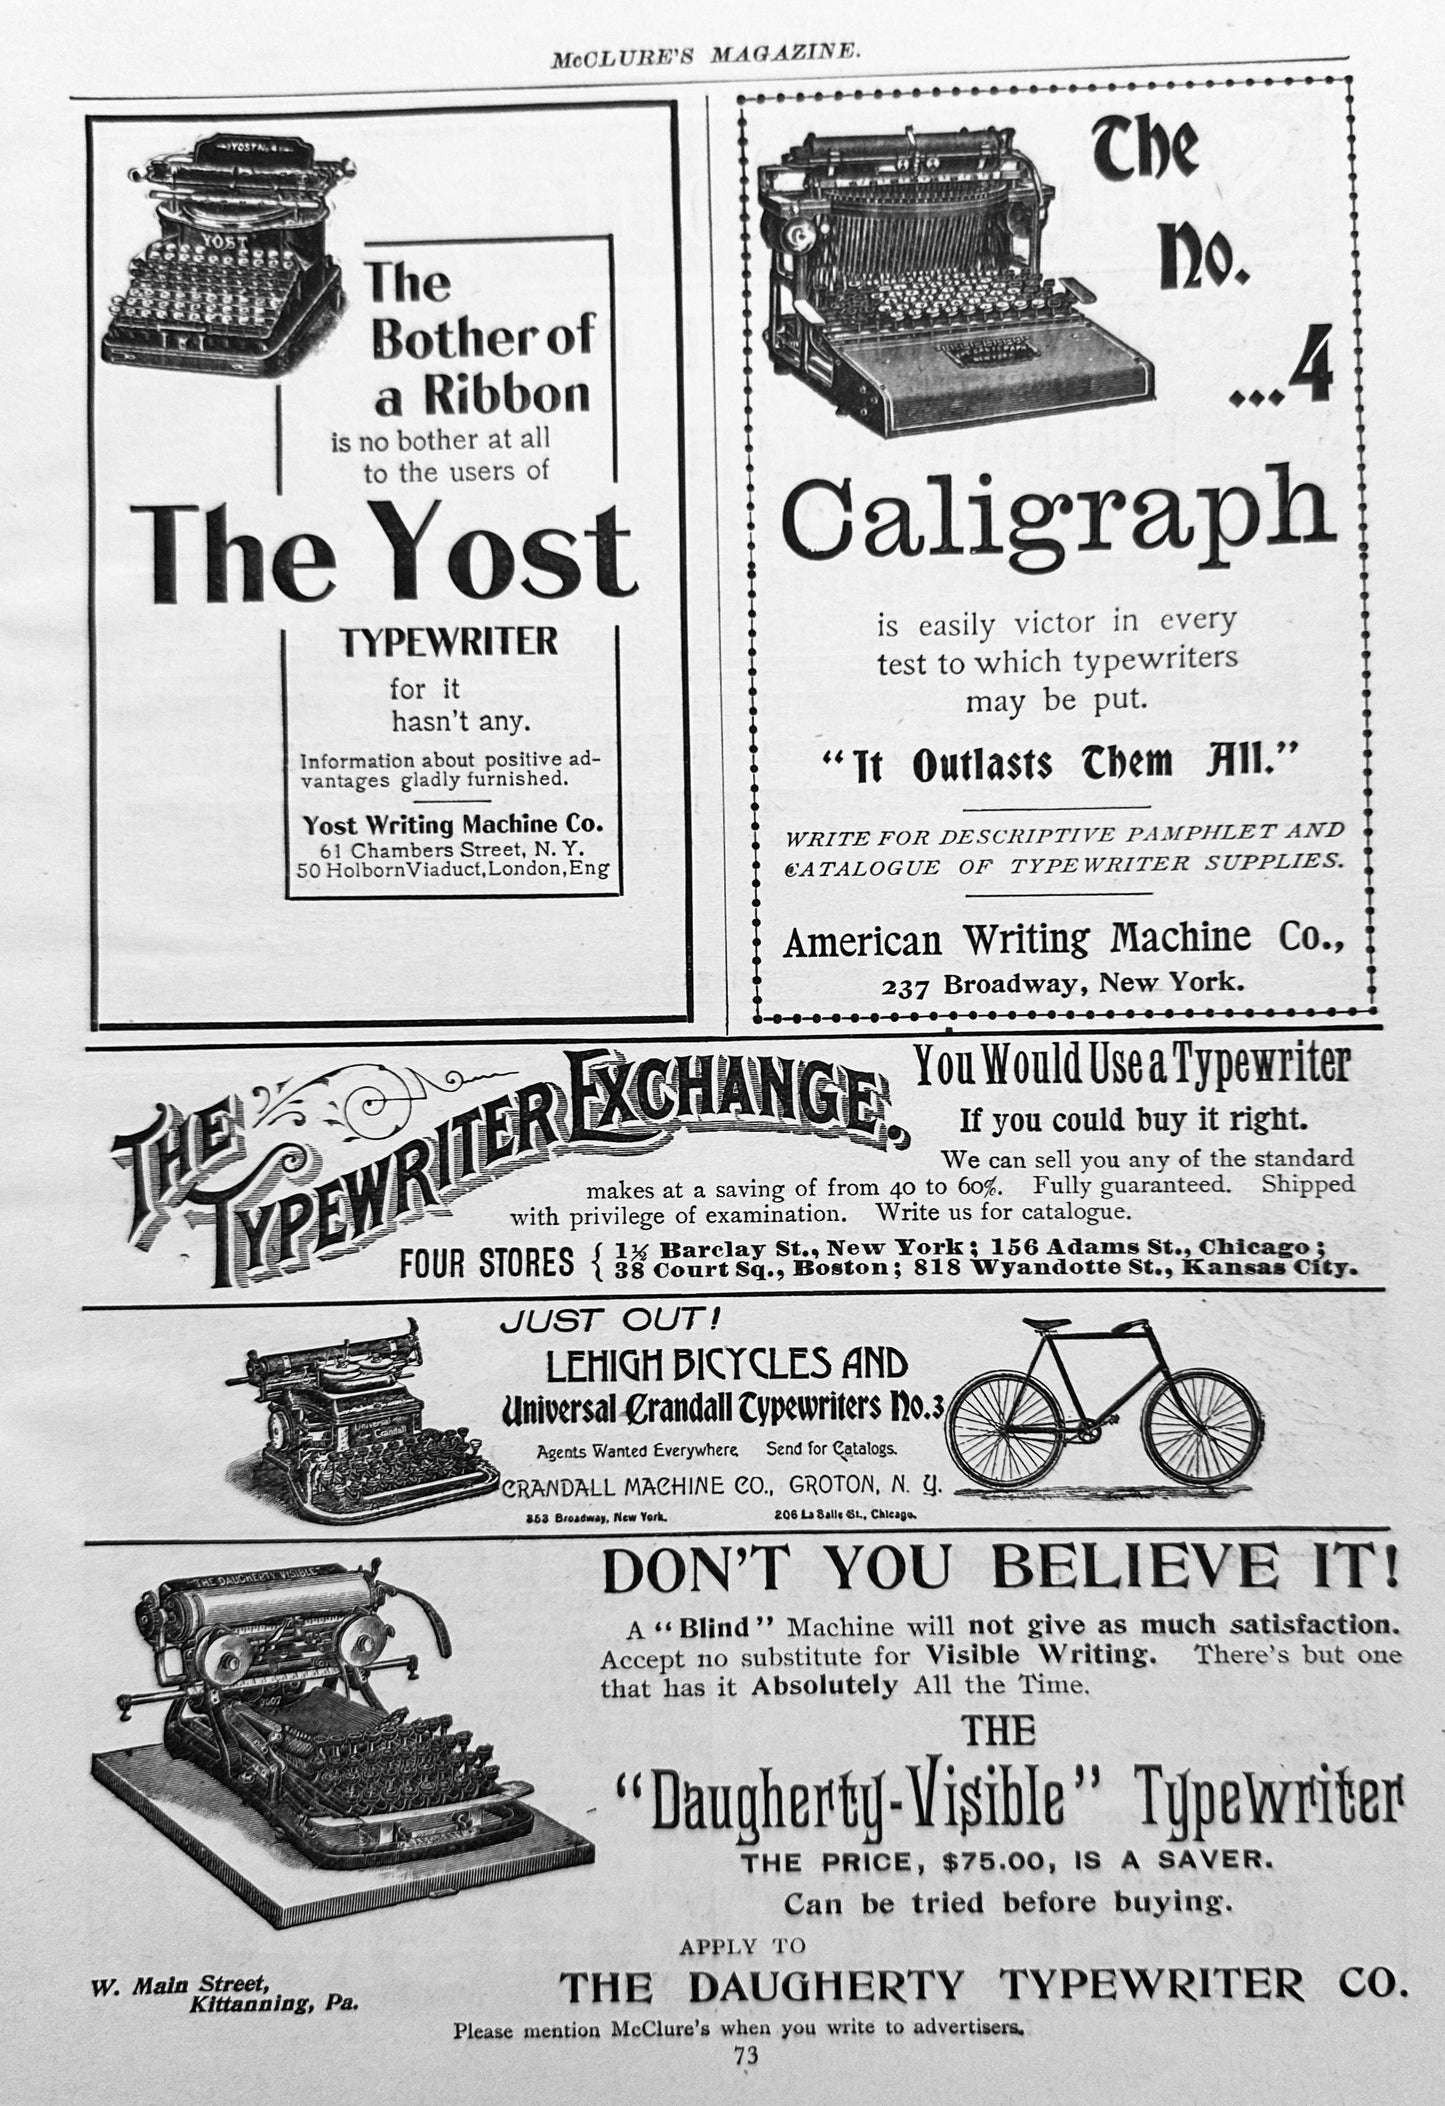 McCLURE'S MAGAZINE.
YOST No. 4
YOST
The
Bother of
a Ribbon
is no bother at all
to the users of
The Yost
TYPEWRITER
for it
hasn't any.
Information about positive ad-
vantages gladly furnished.
Yost Writing Machine Co.
61 Chambers Street, N. Y.
50 Holborn Viaduct, London, Eng
The
No.
...4
Caligraph
is easily victor in every
test to which typewriters
may be put.
"It Outlasts Them All."
WRITE FOR DESCRIPTIVE PAMPHLET AND
CATALOGUE OF TYPEWRITER SUPPLIES.
American Writing Machine Co.,
237 Broadway, New York.
THE
TYPEWRITER EXCHANGE,
You Would Use a Typewriter
If you could buy it right.
We can sell you any of the standard
makes at a saving of from 40 to 60%. Fully guaranteed. Shipped
with privilege of examination. Write us for catalogue.
FOUR STORES { 1½ Barclay St., New York; 156 Adams St., Chicago;
38 Court Sq., Boston; 818 Wyandotte St., Kansas City.
JUST OUT!
LEHIGH BICYCLES AND
Universal Crandall Typewriters No. 3
Universal
Crandall
Agents Wanted Everywhere Send for Catalogs.
CRANDALL MACHINE CO., GROTON, N. Y.
353 Broadway, New York. 206 La Salle St., Chicago.
THE DAUGHERTY VISIBLE
3007
DON'T YOU BELIEVE IT!
A "Blind" Machine will not give as much satisfaction.
Accept no substitute for Visible Writing. There's but one
that has it Absolutely All the Time.
THE
"Daugherty-Visible" Typewriter
THE PRICE, $75.00, IS A SAVER.
Can be tried before buying.
APPLY TO
W. Main Street,
Kittanning, Pa.
THE DAUGHERTY TYPEWRITER CO.
Please mention McClure's when you write to advertisers.
73